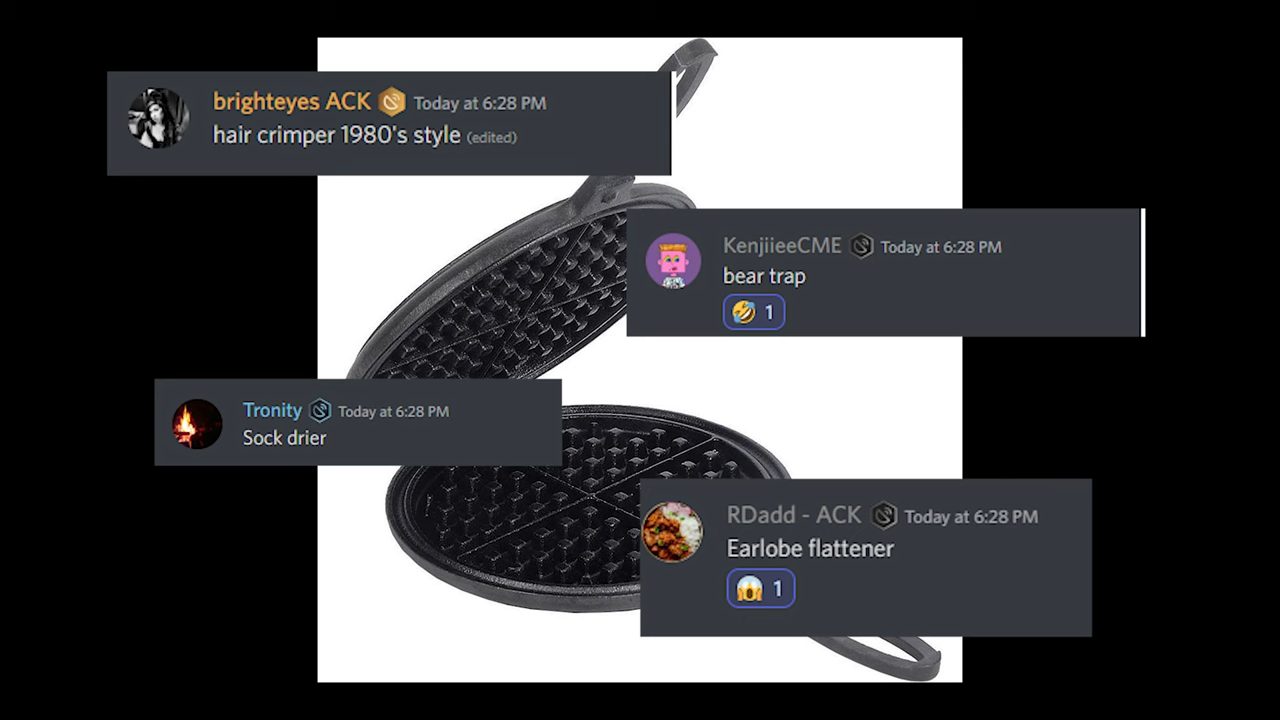 brighteyes ACK Today at 6:28 PM
hair crimper 1980's style (edited)
KenjiieeCME Today at 6:28 PM
bear trap
🤣 1
Tronity Today at 6:28 PM
Sock drier
RDadd - ACK Today at 6:28 PM
Earlobe flattener
😱 1